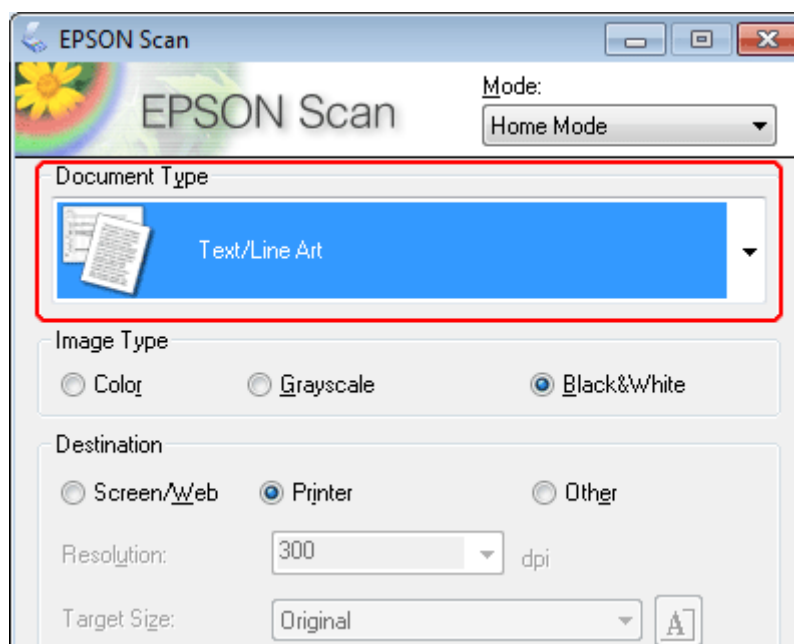 EPSON Scan
EPSON Scan
Mode:
Home Mode
Document Type
Text/Line Art
Image Type
Color Grayscale Black&White
Destination
Screen/Web Printer Other
Resolution: 300 dpi
Target Size: Original A